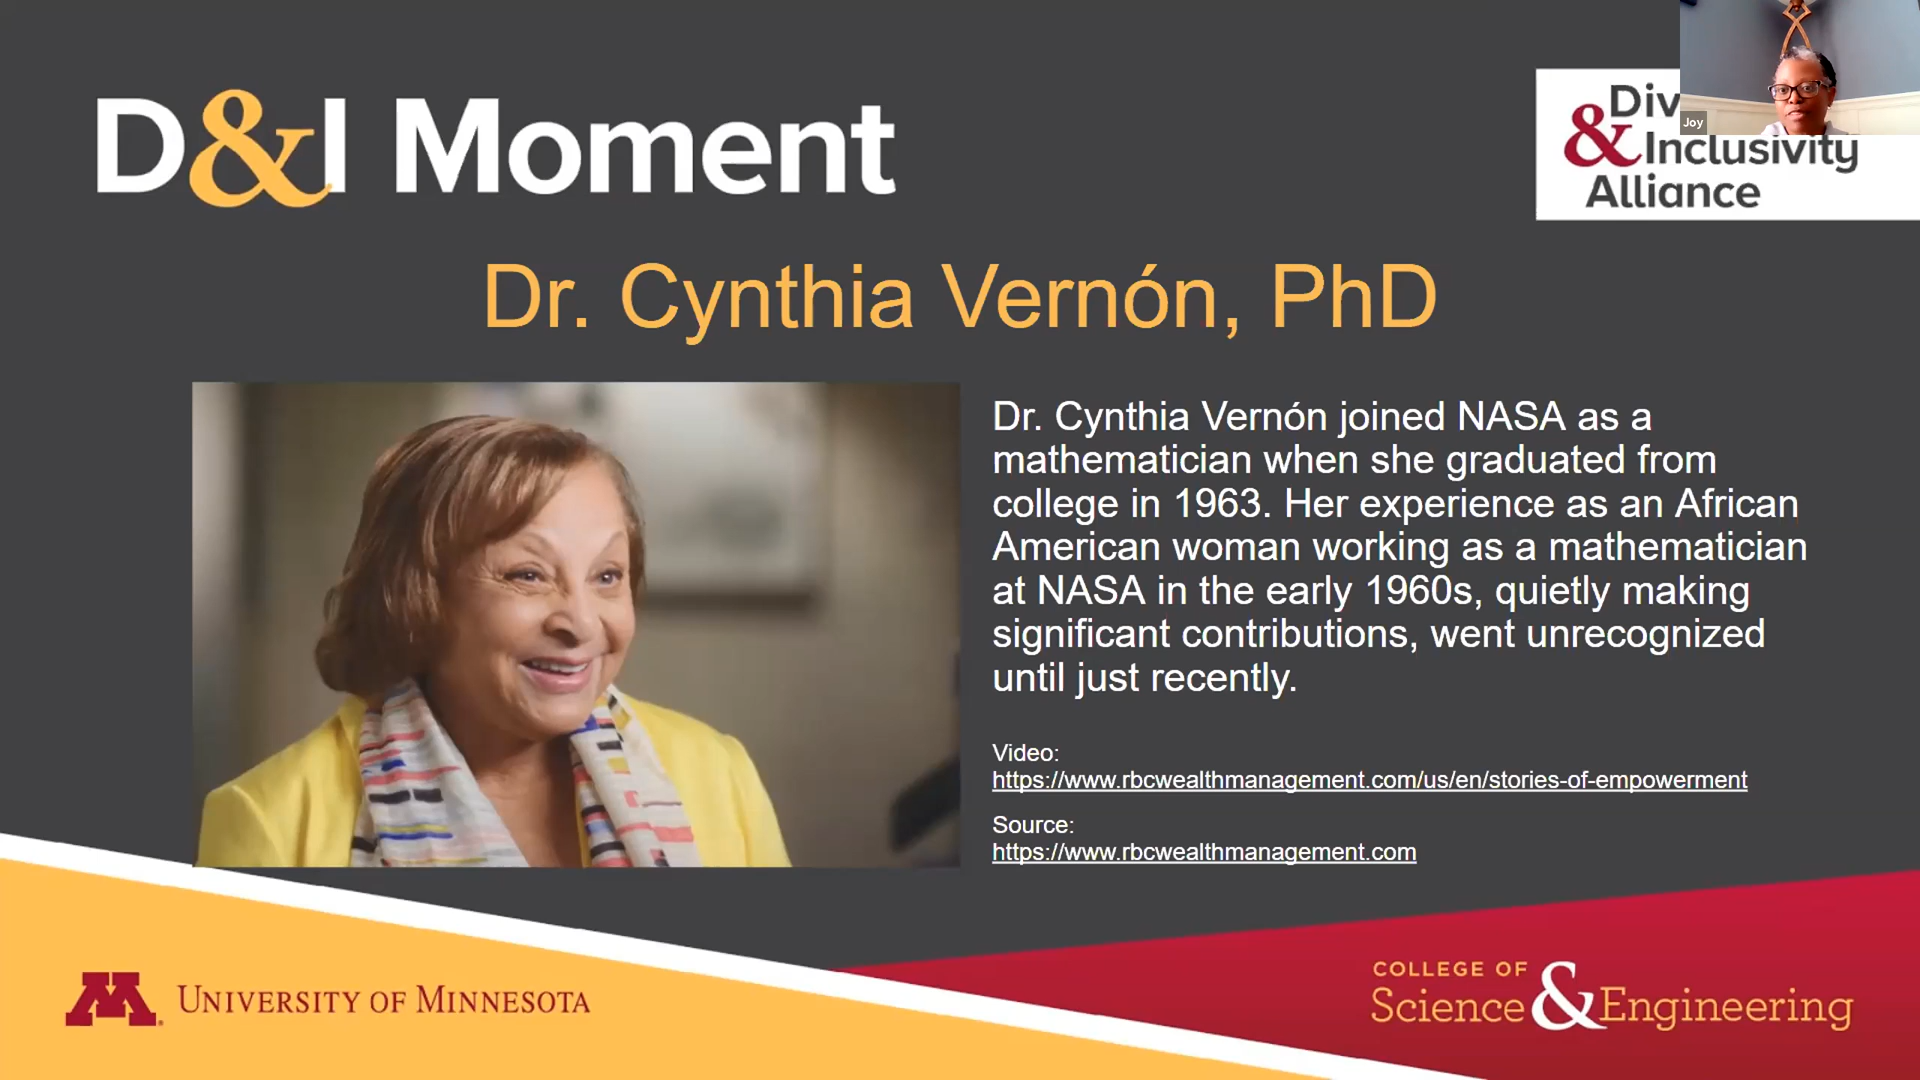 D&I Moment
Div
& Inclusivity
Alliance
Joy
Dr. Cynthia Vernón, PhD
Dr. Cynthia Vernón joined NASA as a
mathematician when she graduated from
college in 1963. Her experience as an African
American woman working as a mathematician
at NASA in the early 1960s, quietly making
significant contributions, went unrecognized
until just recently.
Video:
https://www.rbcwealthmanagement.com/us/en/stories-of-empowerment
Source:
https://www.rbcwealthmanagement.com
M UNIVERSITY OF MINNESOTA
COLLEGE OF
Science & Engineering